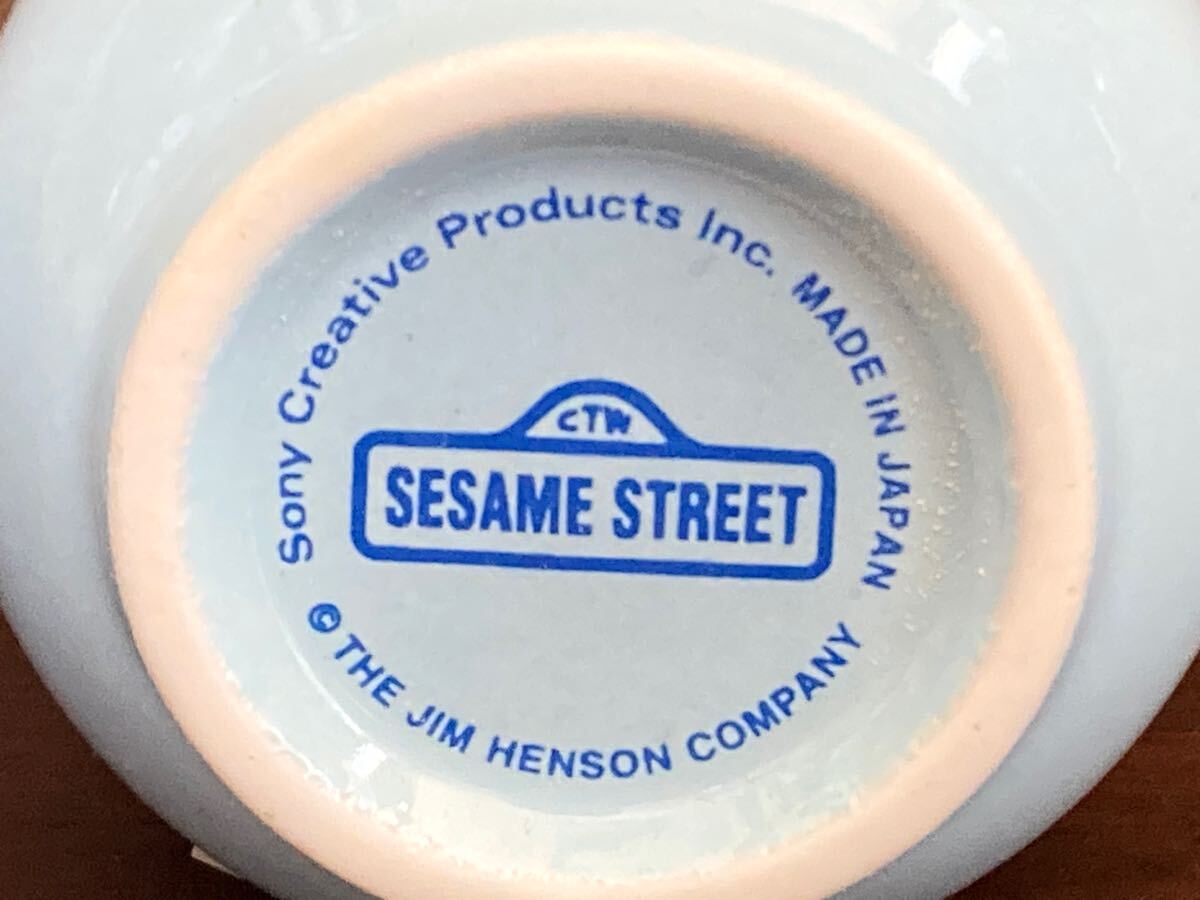 Sony Creative Products Inc. MADE IN JAPAN
CTW
SESAME STREET
© THE JIM HENSON COMPANY